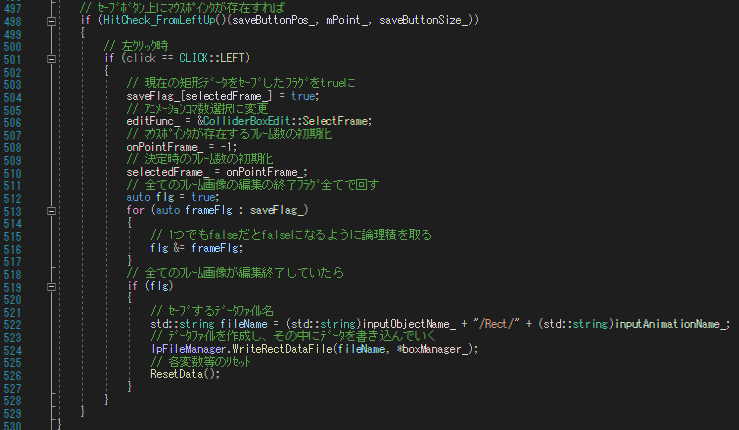 497 // ｾｰﾌﾞﾎﾞﾀﾝ上にﾏｳｽﾎﾟｲﾝﾀが存在すれば
498 if (HitCheck_FromLeftUp()(saveButtonPos_, mPoint_, saveButtonSize_))
499 {
500 // 左ｸﾘｯｸ時
501 if (click == CLICK::LEFT)
502 {
503 // 現在の矩形ﾃﾞｰﾀをｾｰﾌﾞしたﾌﾗｸﾞをtrueに
504 saveFlag_[selectedFrame_] = true;
505 // ｱﾆﾒｰｼｮﾝｺﾏ数選択に変更
506 editFunc_ = &ColliderBoxEdit::SelectFrame;
507 // ﾏｳｽﾎﾟｲﾝﾀが存在するﾌﾚｰﾑ数の初期化
508 onPointFrame_ = -1;
509 // 決定時のﾌﾚｰﾑ数の初期化
510 selectedFrame_ = onPointFrame_;
511 // 全てのﾌﾚｰﾑ画像の編集の終了ﾌﾗｸﾞ全てで回す
512 auto flg = true;
513 for (auto frameFlg : saveFlag_)
514 {
515 // 1つでもfalseだとfalseになるように論理積を取る
516 flg &= frameFlg;
517 }
518 // 全てのﾌﾚｰﾑ画像が編集終了していたら
519 if (flg)
520 {
521 // ｾｰﾌﾞするﾃﾞｰﾀﾌｧｲﾙ名
522 std::string fileName = (std::string)inputObjectName_ + "/Rect/" + (std::string)inputAnimationName_;
523 // ﾃﾞｰﾀﾌｧｲﾙを作成し、その中にﾃﾞｰﾀを書き込んでいく
524 lpFileManager.WriteRectDataFile(fileName, *boxManager_);
525 // 各変数等のﾘｾｯﾄ
526 ResetData();
527 }
528 }
529 }
530 }